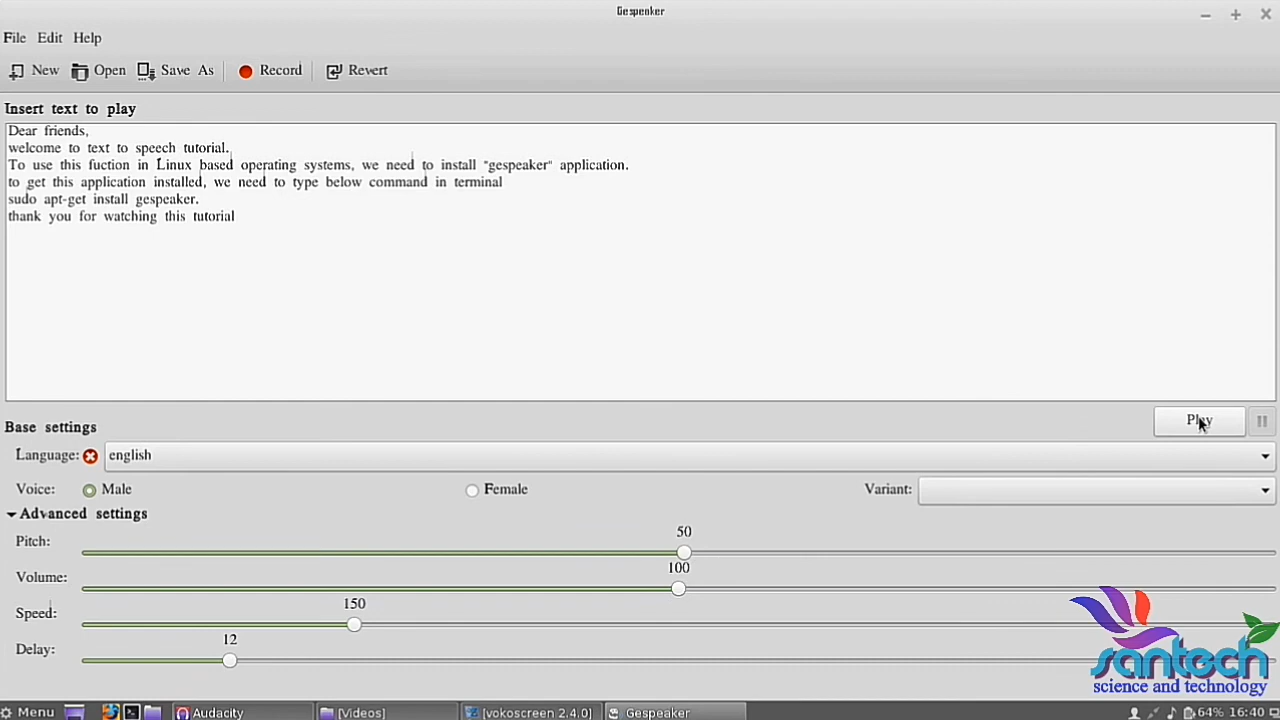 Gespeaker
File Edit Help
New Open Save As Record Revert
Insert text to play
Dear friends,
welcome to text to speech tutorial.
To use this fuction in Linux based operating systems, we need to install "gespeaker" application.
to get this application installed, we need to type below command in terminal
sudo apt-get install gespeaker.
thank you for watching this tutorial
Play
Base settings
Language: english
Voice: Male Female Variant:
Advanced settings
50
Pitch:
100
Volume:
150
Speed:
12
Delay:
santech
science and technology
Menu Audacity [Videos] [vokoscreen 2.4.0] Gespeaker 64% 16:40